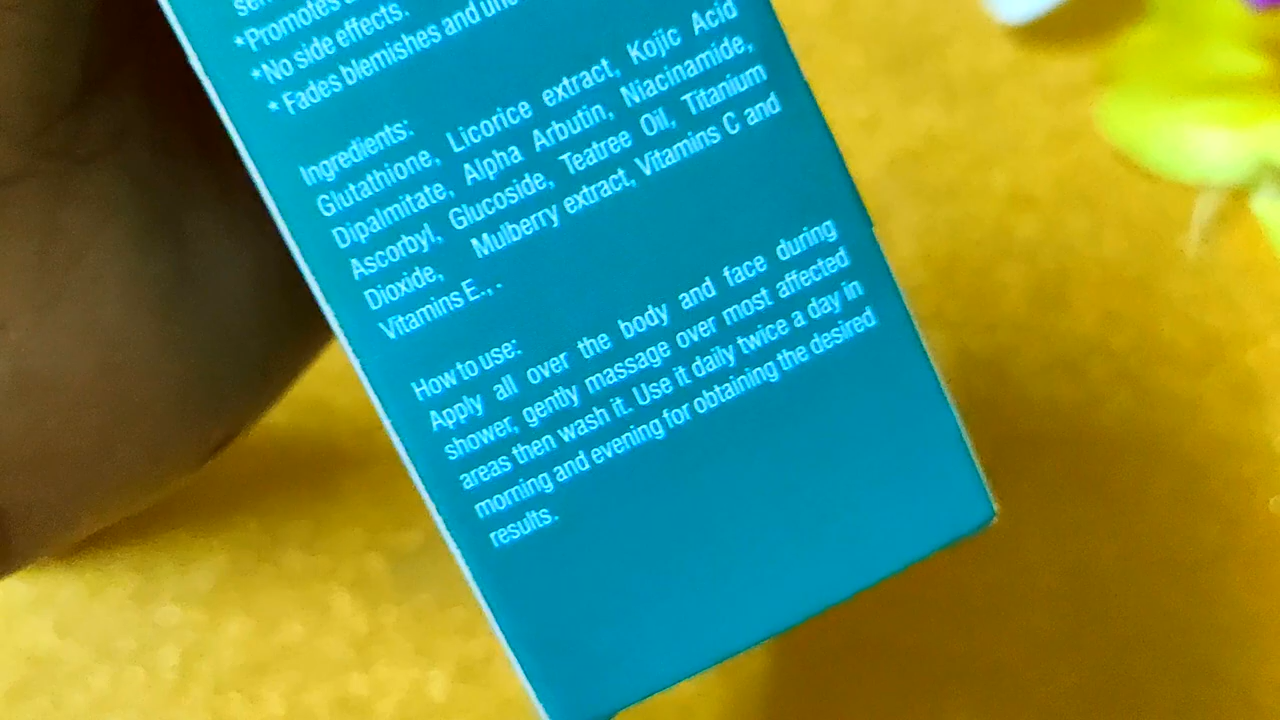 *Promotes
*No side effects.
* Fades blemishes and
Ingredients:
Glutathione, Licorice extract, Kojic Acid
Dipalmitate, Alpha Arbutin, Niacinamide,
Ascorbyl, Glucoside, Teatree Oil, Titanium
Dioxide, Mulberry extract, Vitamins C and
Vitamins E.,.
How to use:
Apply all over the body and face during
shower, gently massage over most affected
areas then wash it. Use it daily twice a day in
morning and evening for obtaining the desired
results.